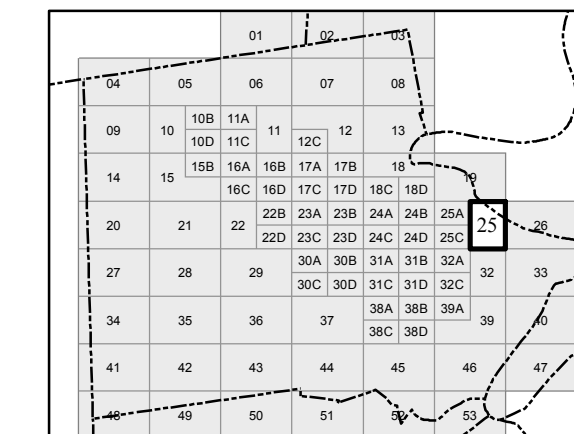 01 02 03
04 05 06 07 08
10B 11A
09 10 11 12 13
10D 11C 12C
15B 16A 16B 17A 17B 18
14 15 19
16C 16D 17C 17D 18C 18D
22B 23A 23B 24A 24B 25A
20 21 22 25 26
22D 23C 23D 24C 24D 25C
30A 30B 31A 31B 32A
27 28 29 32 33
30C 30D 31C 31D 32C
38A 38B 39A
34 35 36 37 39 40
38C 38D
41 42 43 44 45 46 47
48 49 50 51 52 53